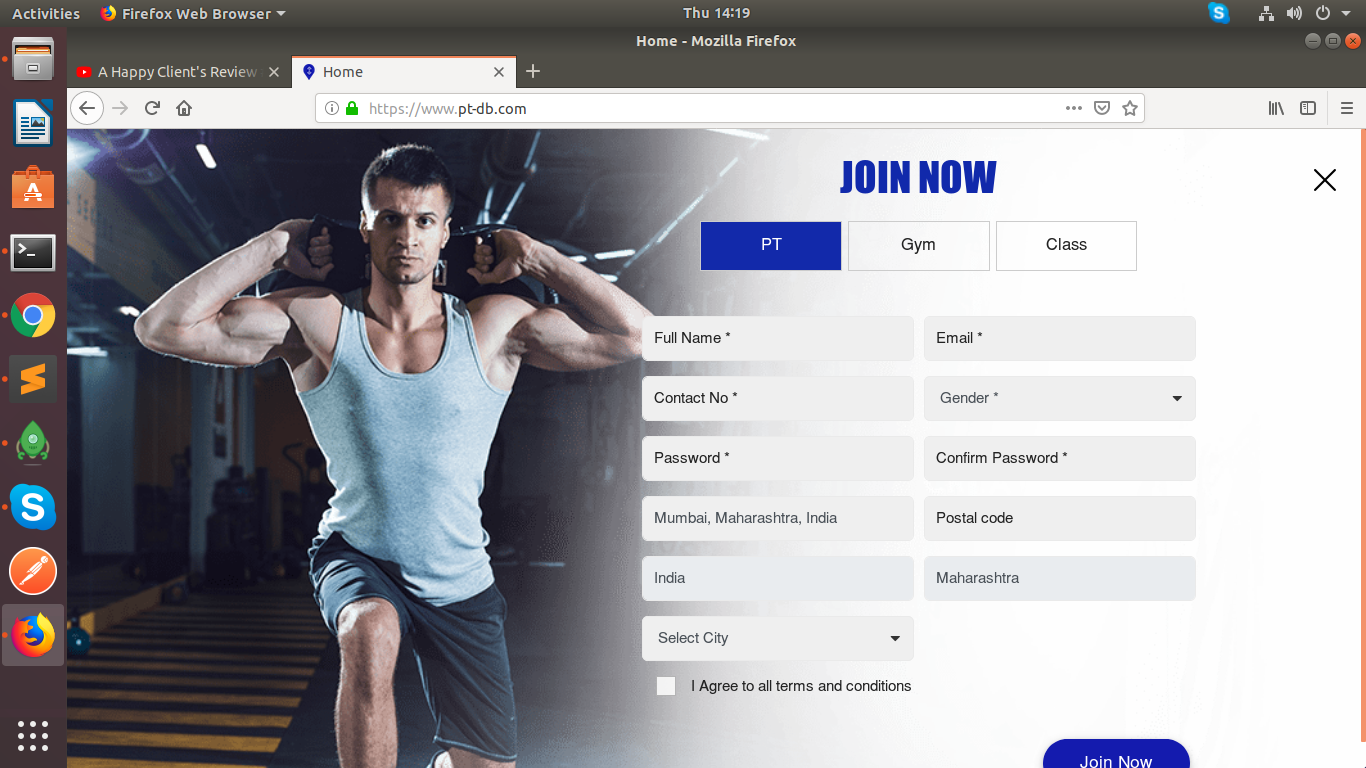 Activities Firefox Web Browser Thu 14:19
Home - Mozilla Firefox
A Happy Client's Review Home
https://www.pt-db.com
JOIN NOW
PT Gym Class
Full Name * Email *
Contact No * Gender *
Password * Confirm Password *
Mumbai, Maharashtra, India Postal code
India Maharashtra
Select City
I Agree to all terms and conditions
Join Now